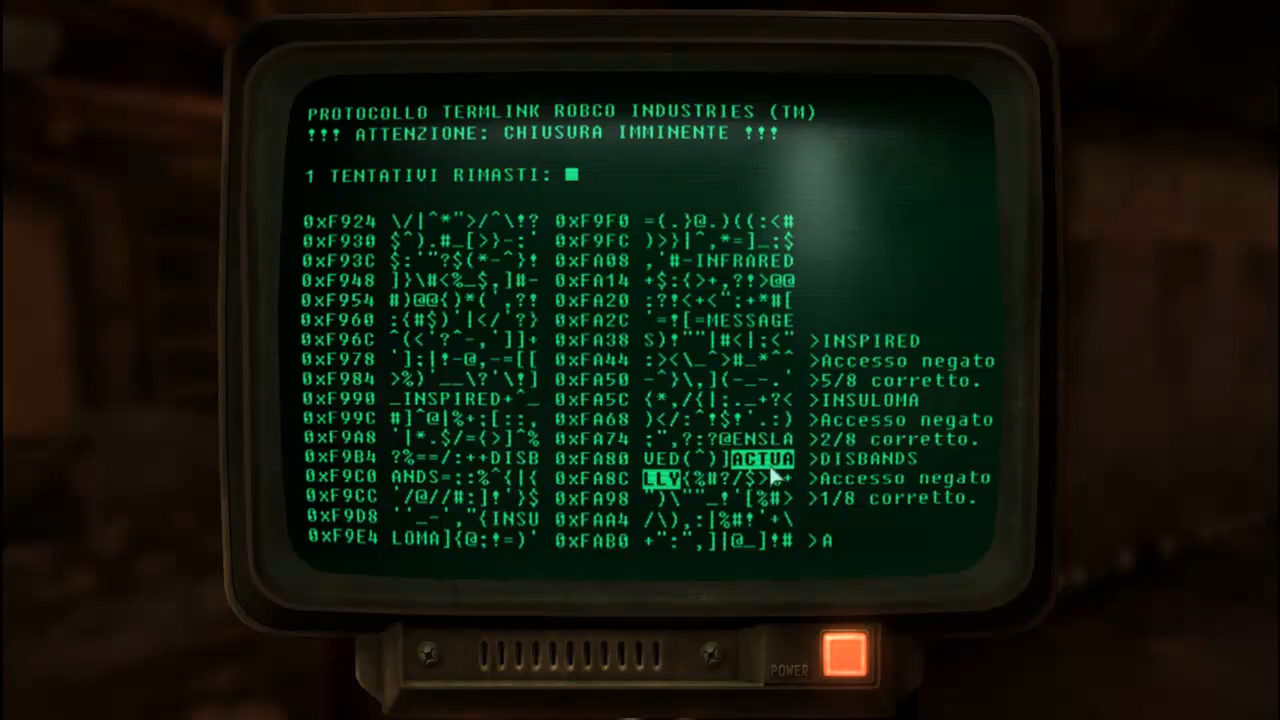 PROTOCOLLO TERMLINK ROBCO INDUSTRIES (TM)
!!! ATTENZIONE: CHIUSURA IMMINENTE !!!
1 TENTATIVI RIMASTI:
0xF924 \/|^*">/^\!? 0xF9F0 =(.}@.)((:<#
0xF930 $^).#_[>}-:' 0xF9FC )>}|^,*=]_;$
0xF93C $:'"?$(*-^}! 0xFA08 ,'#-INFRARED
0xF948 ]}\#<%_$,]#- 0xFA14 +$:{>+,?!>@@
0xF954 #)@@{)*(',?! 0xFA20 :?!<+<":+*#[
0xF960 :{#$)'|</'?} 0xFA2C '=![=MESSAGE
0xF96C ^(<'?^-,']]+ 0xFA38 S)!""|#<|:<" >INSPIRED
0xF978 '];|!-@,-=[[ 0xFA44 :><\_^>#_*^^ >Accesso negato
0xF984 >%) __\?'\!] 0xFA50 -^}\,](-_-.' >5/8 corretto.
0xF990 _INSPIRED+^_ 0xFA5C {*,/{|;._+?< >INSULOMA
0xF99C #]^@|%+;[:;, 0xFA68 )</:^!$!'.:) >Accesso negato
0xF9A8 '|*.$/={>]^% 0xFA74 ;",?:?@ENSLA >2/8 corretto.
0xF9B4 ?%==/:++DISB 0xFA80 VED(^)]ACTUA >DISBANDS
0xF9C0 ANDS=;:%^{|{ 0xFA8C LLY{%#?/$>%+ >Accesso negato
0xF9CC '/@//#:]!'}$ 0xFA98 ")\""_!'[%#> >1/8 corretto.
0xF9D8 ''_-',"{INSU 0xFAA4 /\),:|%#!'+\
0xF9E4 LOMA]{@;!=)' 0xFAB0 +":",]|@_]!# >A
POWER